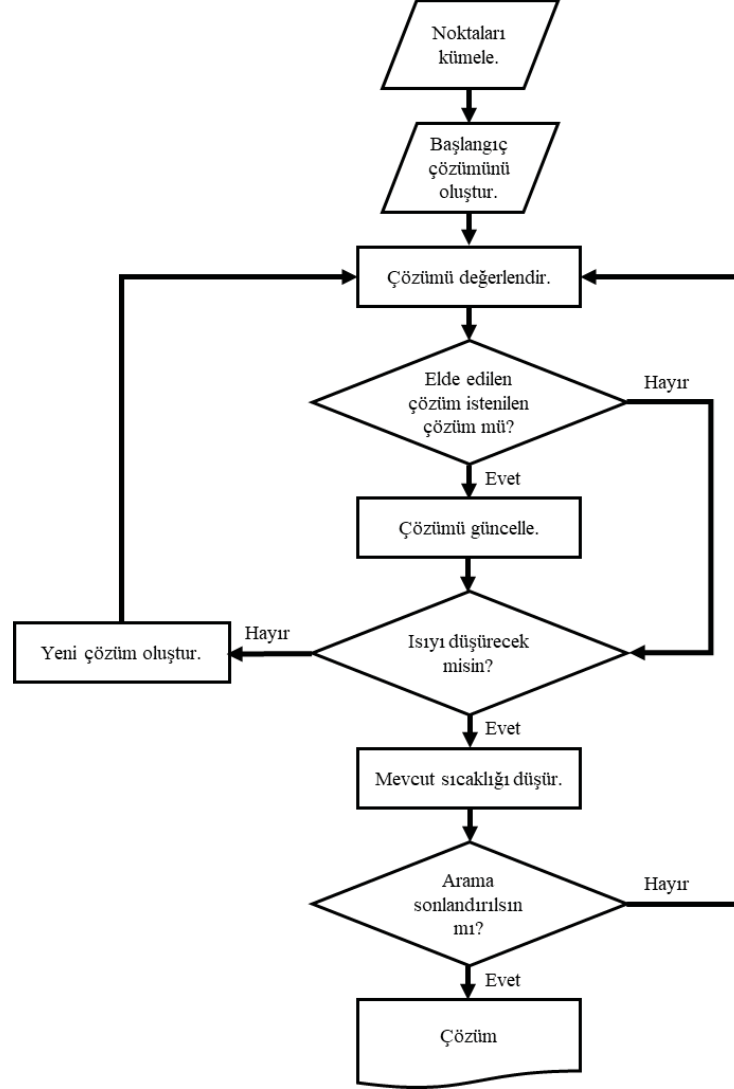 Noktaları
kümele.
Başlangıç
çözümünü
oluştur.
Çözümü değerlendir.
Elde edilen
çözüm istenilen
çözüm mü?
Hayır
Evet
Çözümü güncelle.
Isıyı düşürecek
misin?
Hayır
Yeni çözüm oluştur.
Evet
Mevcut sıcaklığı düşür.
Arama
sonlandırılsın
mı?
Hayır
Evet
Çözüm